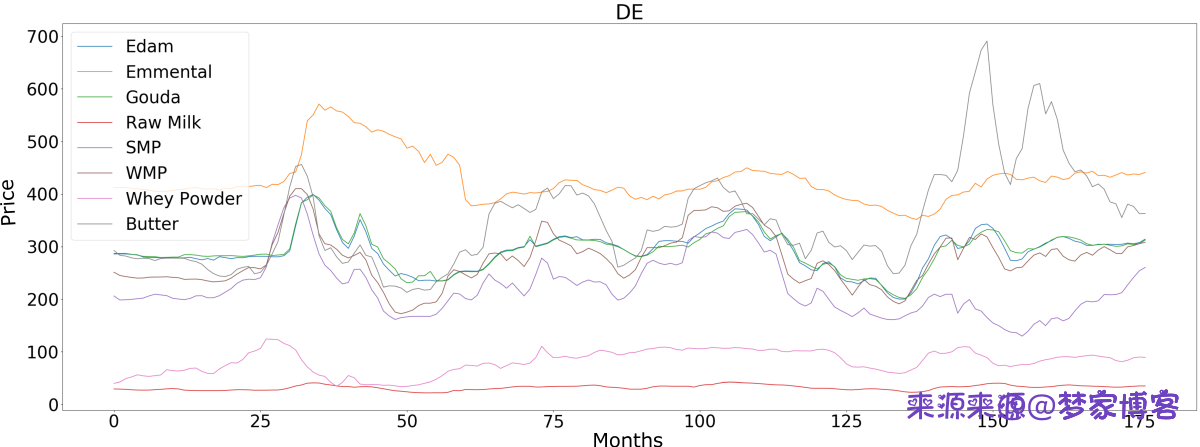 DE
700
600
500
400
300
200
100
0
Price
Edam
Emmental
Gouda
Raw Milk
SMP
WMP
Whey Powder
Butter
0 25 50 75 100 125 150 175
Months
来源来源@梦家博客